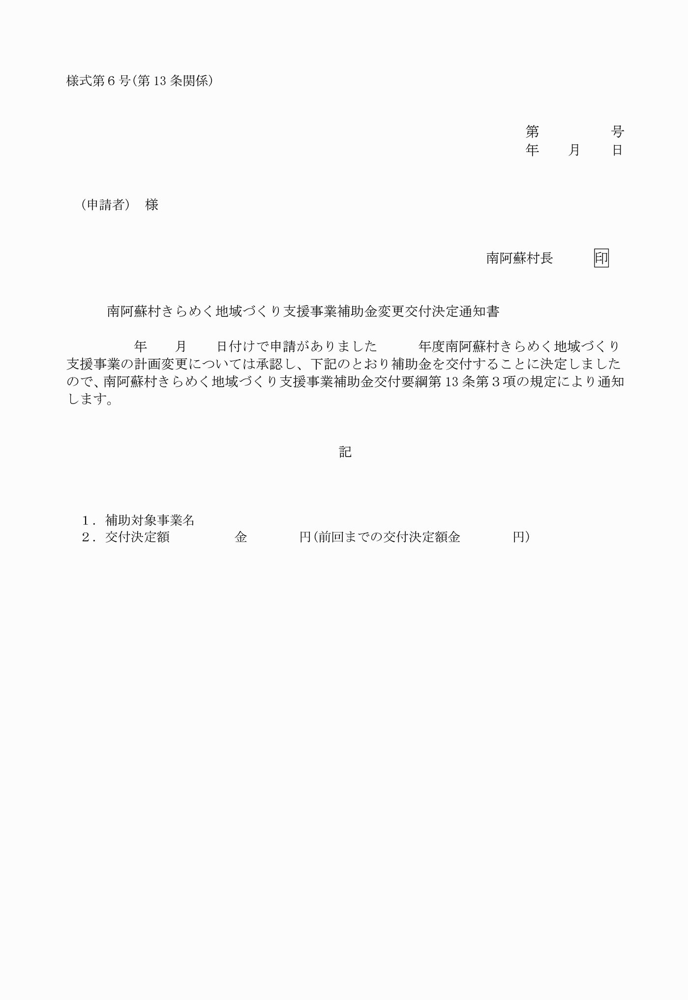 様式第６号（第 13 条関係）
第　　　　　号
年　　月　　日
（申請者）　様
南阿蘇村長　　　印
南阿蘇村きらめく地域づくり支援事業補助金変更交付決定通知書
年　　月　　日付けで申請がありました　　　年度南阿蘇村きらめく地域づくり
支援事業の計画変更については承認し、下記のとおり補助金を交付することに決定しました
ので、南阿蘇村きらめく地域づくり支援事業補助金交付要綱第 13 条第３項の規定により通知
します。
記
１．補助対象事業名
２．交付決定額　　　　　金　　　　円（前回までの交付決定額金　　　　円）